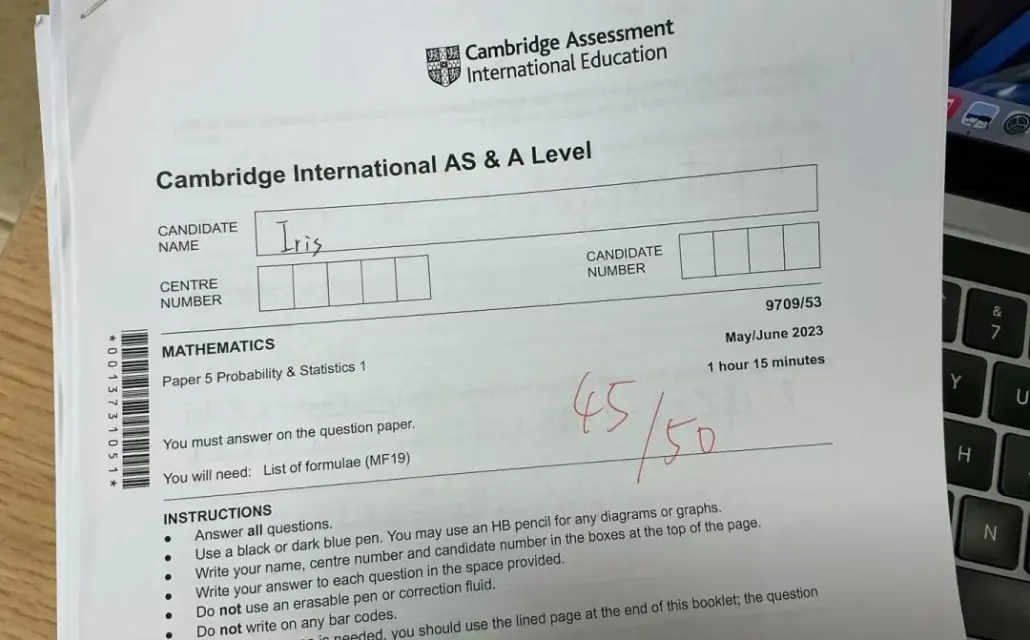 Cambridge Assessment
International Education
Cambridge International AS & A Level
CANDIDATE
NAME
Iris
CENTRE
NUMBER
CANDIDATE
NUMBER
*0013731051*
MATHEMATICS
9709/53
Paper 5 Probability & Statistics 1
May/June 2023
1 hour 15 minutes
45/50
You must answer on the question paper.
You will need: List of formulae (MF19)
INSTRUCTIONS
• Answer all questions.
• Use a black or dark blue pen. You may use an HB pencil for any diagrams or graphs.
• Write your name, centre number and candidate number in the boxes at the top of the page.
• Write your answer to each question in the space provided.
• Do not use an erasable pen or correction fluid.
• Do not write on any bar codes.
• is needed, you should use the lined page at the end of this booklet; the question
&
7
Y
U
H
N